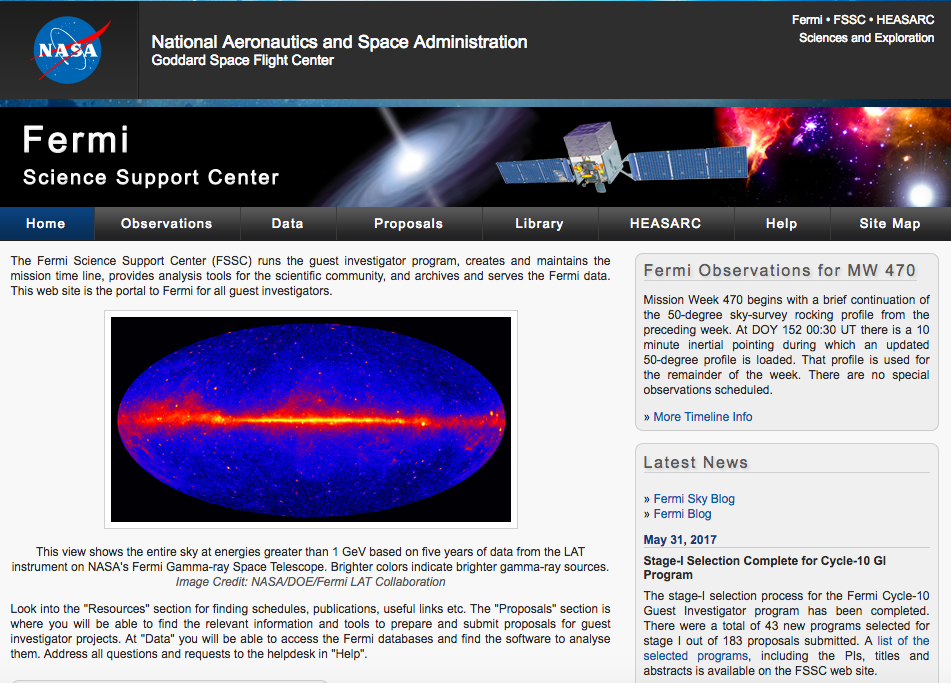 NASA
National Aeronautics and Space Administration
Goddard Space Flight Center
Fermi • FSSC • HEASARC
Sciences and Exploration
Fermi
Science Support Center
Home Observations Data Proposals Library HEASARC Help Site Map
The Fermi Science Support Center (FSSC) runs the guest investigator program, creates and maintains the
mission time line, provides analysis tools for the scientific community, and archives and serves the Fermi data.
This web site is the portal to Fermi for all guest investigators.
This view shows the entire sky at energies greater than 1 GeV based on five years of data from the LAT
instrument on NASA's Fermi Gamma-ray Space Telescope. Brighter colors indicate brighter gamma-ray sources.
Image Credit: NASA/DOE/Fermi LAT Collaboration
Look into the "Resources" section for finding schedules, publications, useful links etc. The "Proposals" section is
where you will be able to find the relevant information and tools to prepare and submit proposals for guest
investigator projects. At "Data" you will be able to access the Fermi databases and find the software to analyse
them. Address all questions and requests to the helpdesk in "Help".
Fermi Observations for MW 470
Mission Week 470 begins with a brief continuation of
the 50-degree sky-survey rocking profile from the
preceding week. At DOY 152 00:30 UT there is a 10
minute inertial pointing during which an updated
50-degree profile is loaded. That profile is used for
the remainder of the week. There are no special
observations scheduled.
» More Timeline Info
Latest News
» Fermi Sky Blog
» Fermi Blog
May 31, 2017
Stage-I Selection Complete for Cycle-10 GI
Program
The stage-I selection process for the Fermi Cycle-10
Guest Investigator program has been completed.
There were a total of 43 new programs selected for
stage I out of 183 proposals submitted. A list of the
selected programs, including the PIs, titles and
abstracts is available on the FSSC web site.